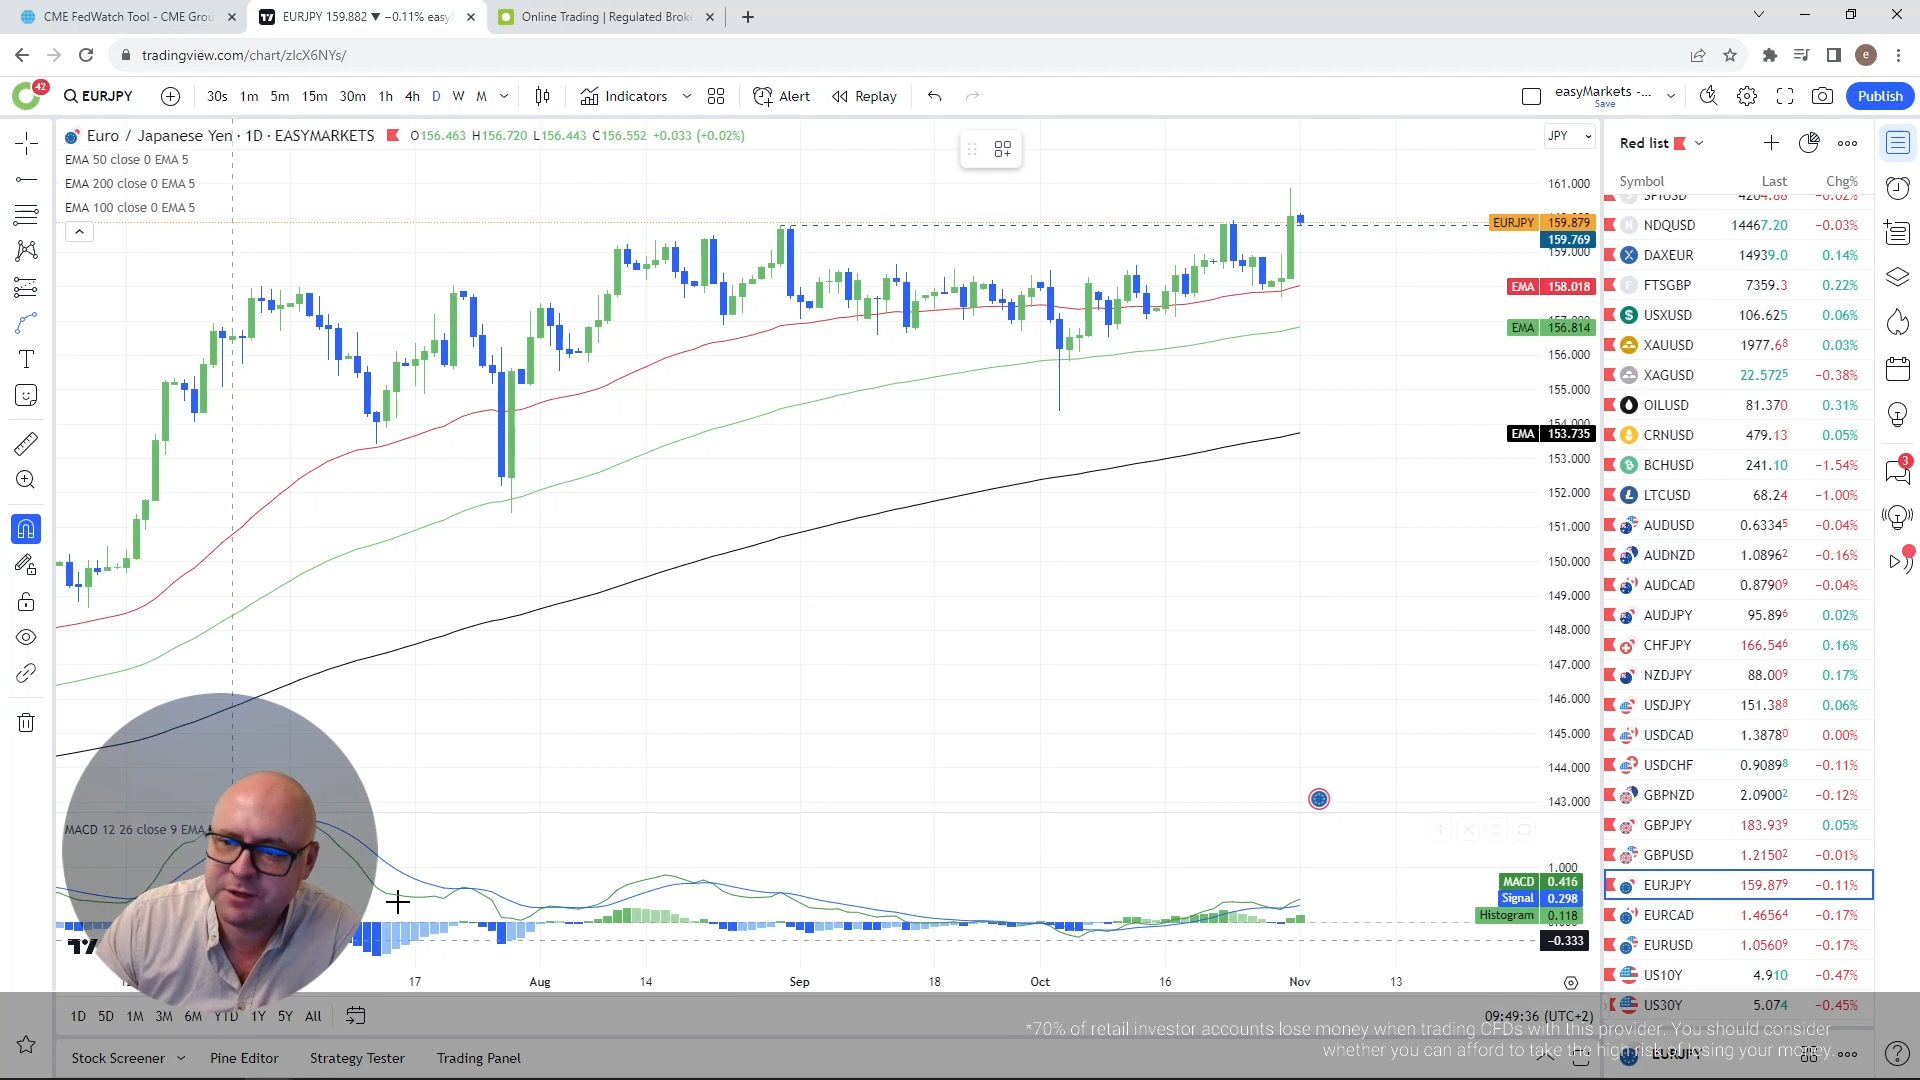 CME FedWatch Tool - CME Grou
EURJPY 159.882 ▼ −0.11% easy
Online Trading | Regulated Brok
tradingview.com/chart/zIcX6NYs/
e
42
EURJPY
30s 1m 5m 15m 30m 1h 4h D W M
Indicators
Alert
Replay
easyMarkets -...
Save
Publish
Euro / Japanese Yen · 1D · EASYMARKETS
O156.463 H156.720 L156.443 C156.552 +0.033 (+0.02%)
EMA 50 close 0 EMA 5
EMA 200 close 0 EMA 5
EMA 100 close 0 EMA 5
JPY
161.000
EURJPY 159.879
159.769
159.000
EMA 158.018
157.000
EMA 156.814
156.000
155.000
154.000
EMA 153.735
153.000
152.000
151.000
150.000
149.000
148.000
147.000
146.000
145.000
144.000
143.000
MACD 12 26 close 9 EMA
1.000
MACD 0.416
Signal 0.298
Histogram 0.118
−0.333
17 Aug 14 Sep 18 Oct 16 Nov 13
1D 5D 1M 3M 6M YTD 1Y 5Y All
09:49:36 (UTC+2)
Stock Screener
Pine Editor
Strategy Tester
Trading Panel
Red list
Symbol Last Chg%
SPIUSD 4204.88 −0.02%
NDQUSD 14467.20 −0.03%
DAXEUR 14939.0 0.14%
FTSGBP 7359.3 0.22%
USXUSD 106.625 0.06%
XAUUSD 1977.68 0.03%
XAGUSD 22.5725 −0.38%
OILUSD 81.370 0.31%
CRNUSD 479.13 0.05%
BCHUSD 241.10 −1.54%
LTCUSD 68.24 −1.00%
AUDUSD 0.63345 −0.04%
AUDNZD 1.08962 −0.16%
AUDCAD 0.87909 −0.04%
AUDJPY 95.896 0.02%
CHFJPY 166.546 0.16%
NZDJPY 88.009 0.17%
USDJPY 151.388 0.06%
USDCAD 1.38780 0.00%
USDCHF 0.90898 −0.11%
GBPNZD 2.09002 −0.12%
GBPJPY 183.939 0.05%
GBPUSD 1.21502 −0.01%
EURJPY 159.879 −0.11%
EURCAD 1.46564 −0.17%
EURUSD 1.05609 −0.17%
US10Y 4.910 −0.47%
US30Y 5.074 −0.45%
EURJPY
3
*70% of retail investor accounts lose money when trading CFDs with this provider. You should consider
whether you can afford to take the high risk of losing your money.